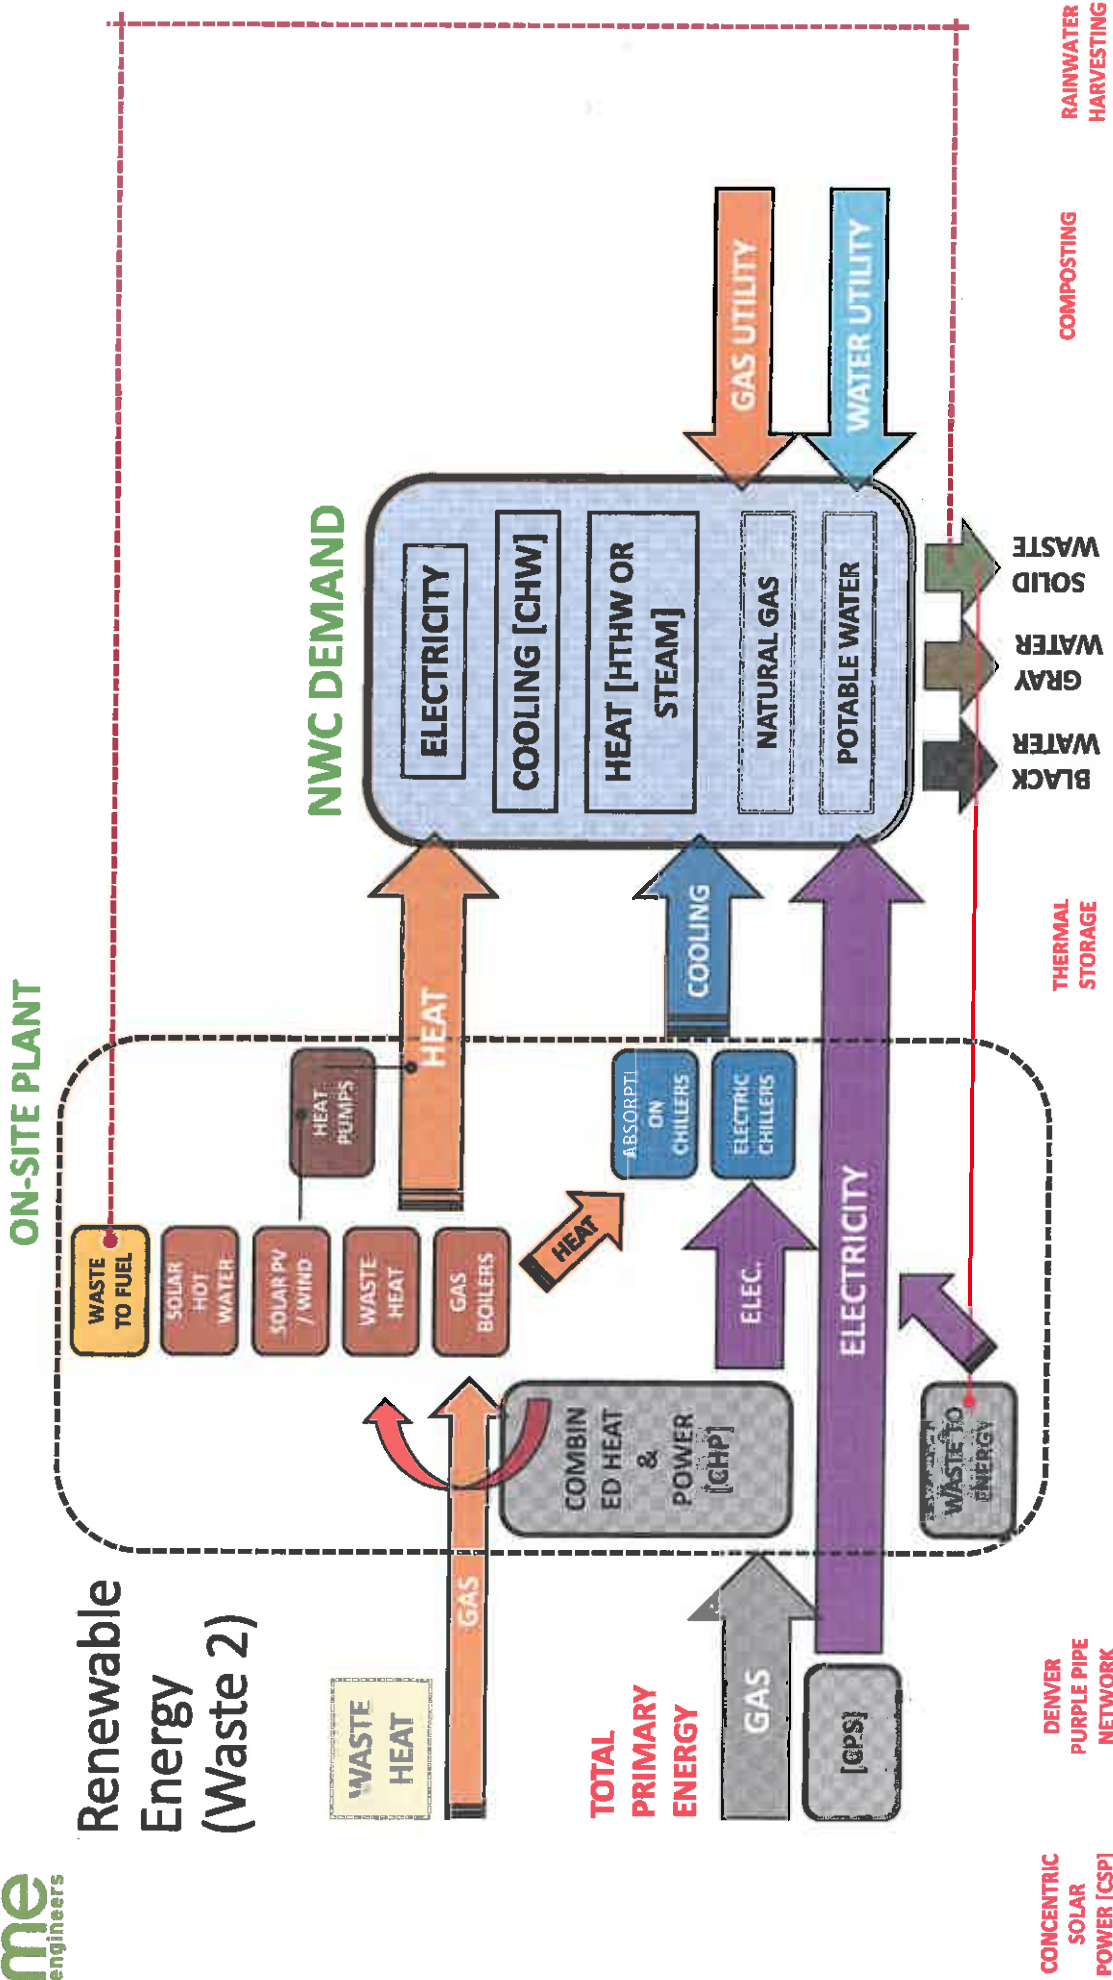 me
engineers
Renewable
Energy
(Waste 2)
ON-SITE PLANT
NWC DEMAND
WASTE
TO FUEL
SOLAR
HOT
WATER
SOLAR PV
/ WIND
WASTE
HEAT
GAS
BOILERS
HEAT
PUMPS
HEAT
HEAT
WASTE
HEAT
GAS
COMBIN
ED HEAT
&
POWER
[CHP]
ABSORPTI
ON
CHILLERS
ELECTRIC
CHILLERS
COOLING
ELEC.
ELECTRICITY
TOTAL
PRIMARY
ENERGY
GAS
[GPS]
WASTE TO
ENERGY
ELECTRICITY
COOLING [CHW]
HEAT [HTHW OR
STEAM]
NATURAL GAS
POTABLE WATER
GAS UTILITY
WATER UTILITY
BLACK
WATER
GRAY
WATER
SOLID
WASTE
CONCENTRIC
SOLAR
POWER [CSP]
DENVER
PURPLE PIPE
NETWORK
THERMAL
STORAGE
COMPOSTING
RAINWATER
HARVESTING